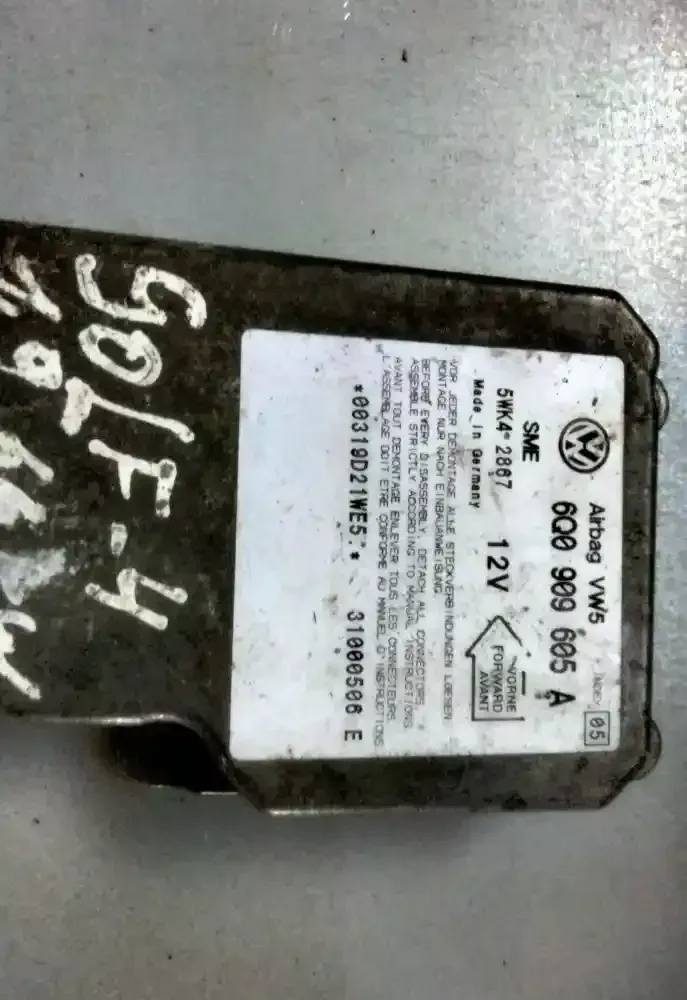 Airbag VW5
INDEX 05
6Q0 909 605 A
SME
5WK4 2867
12V
Made in Germany
VORNE
FORWARD
AVANT
VOR JEDER DEMONTAGE ALLE STECKVERBINDUNGEN LOESEN
MONTAGE NUR NACH EINBAUANWEISUNG.
BEFORE EVERY DISASSEMBLY, DETACH ALL CONNECTORS.
ASSEMBLE STRICTLY ACCORDING TO MANUAL INSTRUCTIONS
AVANT TOUT DEMONTAGE ENLEVER TOUS LES CONNECTEURS.
L'ASSEMBLAGE DOIT ETRE CONFORME AU MANUEL D'INSTRUCTIONS
*00319D21WE5:* 31000506 E
GOLF-4